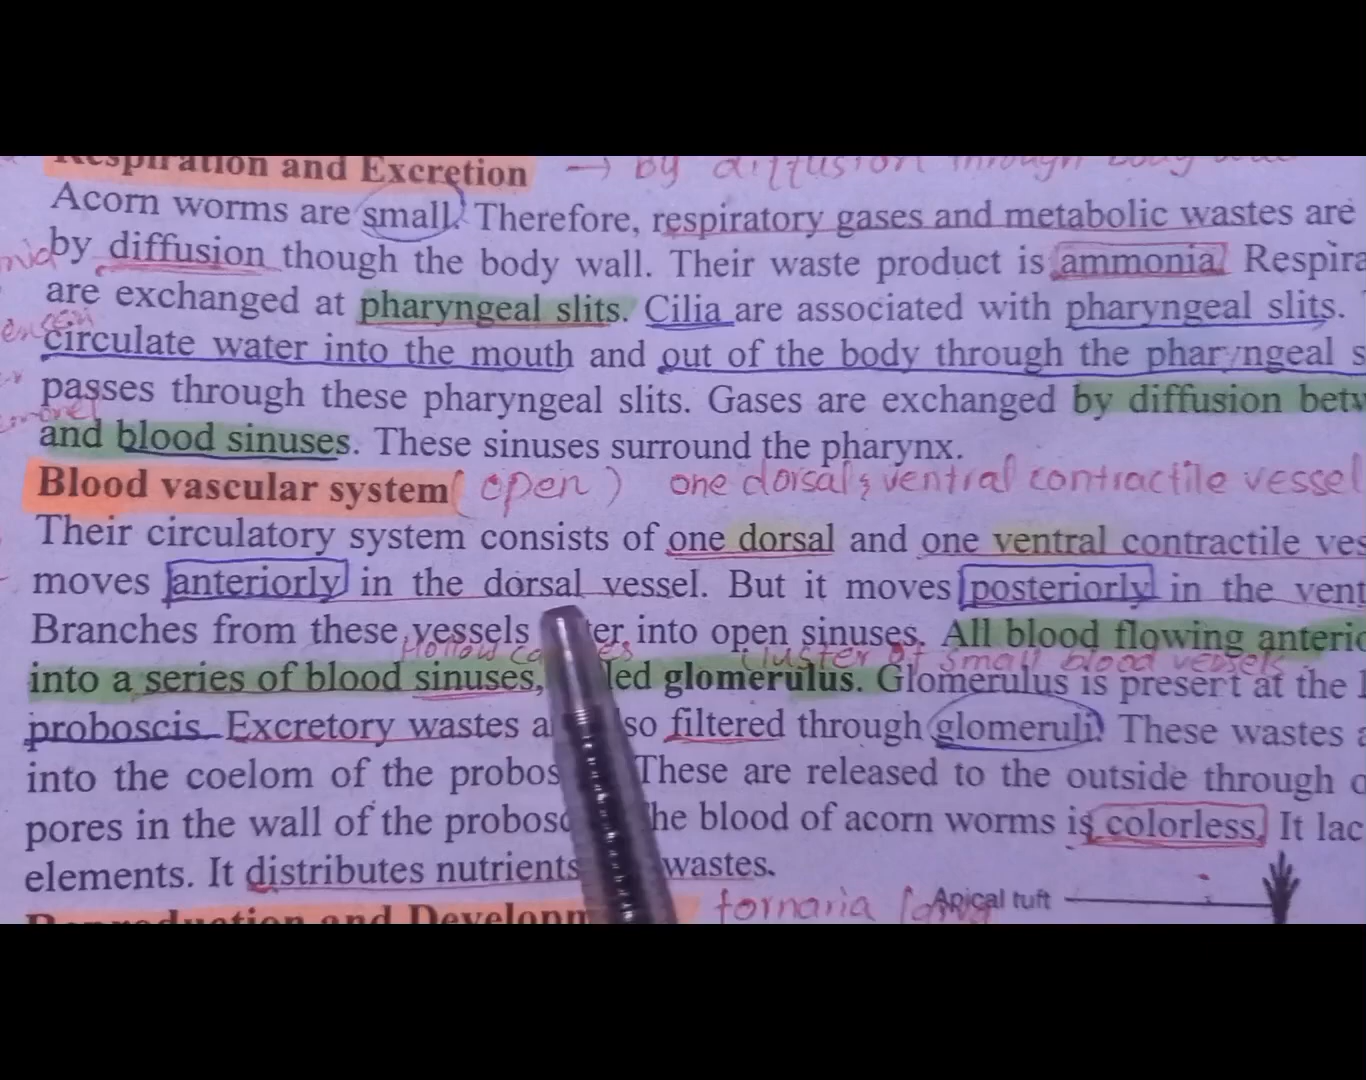 Respiration and Excretion → by diffusion through body
Acorn worms are small. Therefore, respiratory gases and metabolic wastes are
by diffusion though the body wall. Their waste product is ammonia. Respira
are exchanged at pharyngeal slits. Cilia are associated with pharyngeal slits.
circulate water into the mouth and out of the body through the pharyngeal s
passes through these pharyngeal slits. Gases are exchanged by diffusion betw
and blood sinuses. These sinuses surround the pharynx.
Blood vascular system (open) one dorsal & ventral contractile vessel
Their circulatory system consists of one dorsal and one ventral contractile ves
moves anteriorly in the dorsal vessel. But it moves posteriorly in the vent
Branches from these vessels ter into open sinuses. All blood flowing anterio
Hollow cluster of small blood vessels
into a series of blood sinuses, led glomerulus. Glomerulus is present at the
proboscis. Excretory wastes a so filtered through glomeruli. These wastes a
into the coelom of the probos These are released to the outside through o
pores in the wall of the probosc he blood of acorn worms is colorless. It lac
elements. It distributes nutrients wastes.
Reproduction and Developm tornaria Apical tuft